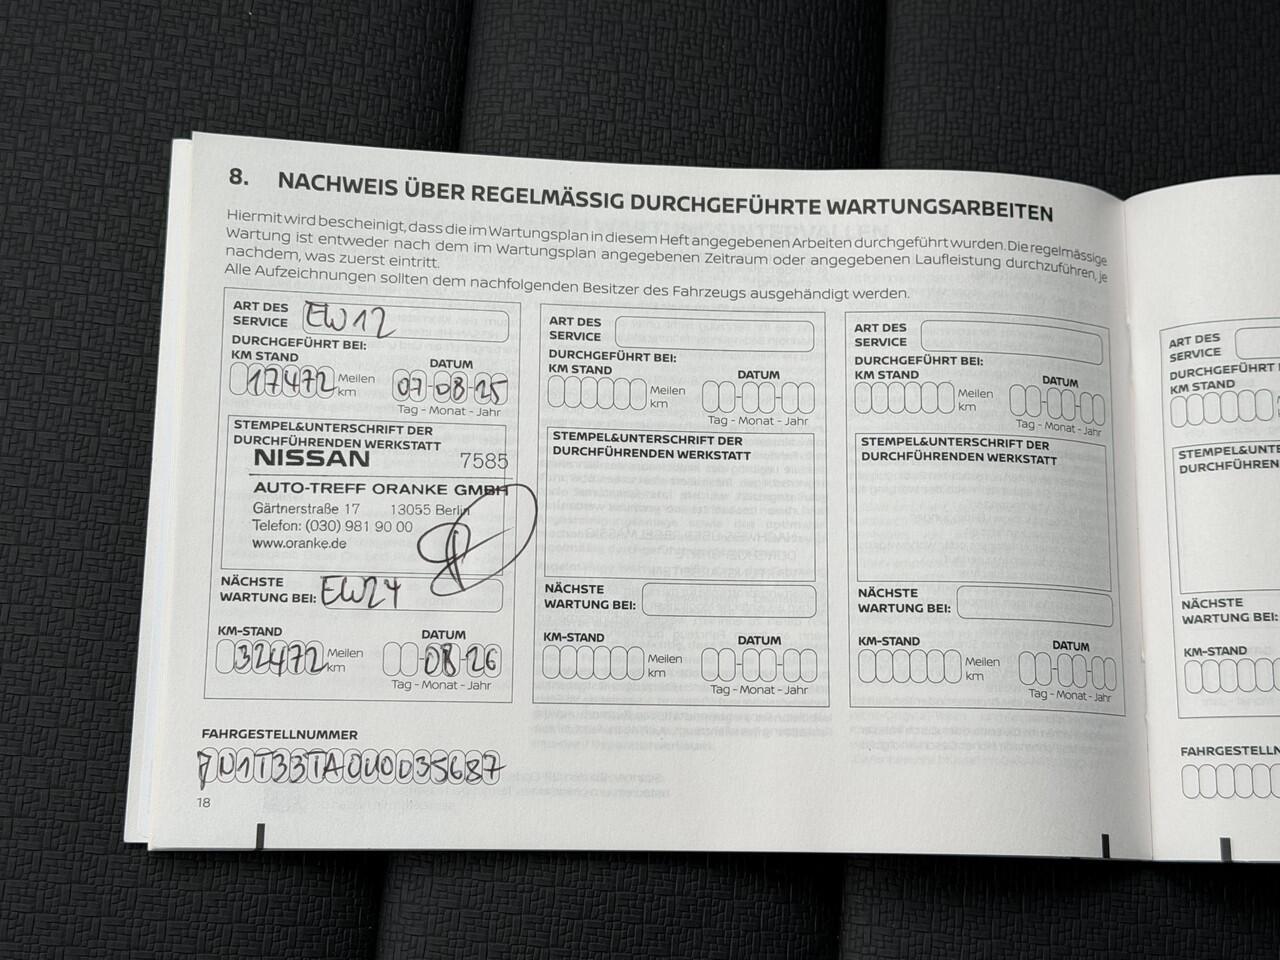 8. NACHWEIS ÜBER REGELMÄSSIG DURCHGEFÜHRTE WARTUNGSARBEITEN
Hiermit wird bescheinigt, dass die im Wartungsplan in diesem Heft angegebenen Arbeiten durchgeführt wurden. Die regelmässige
Wartung ist entweder nach dem im Wartungsplan angegebenen Zeitraum oder angegebenen Laufleistung durchzuführen, je
nachdem, was zuerst eintritt.
Alle Aufzeichnungen sollten dem nachfolgenden Besitzer des Fahrzeugs ausgehändigt werden.
ART DES
SERVICE
EW12
DURCHGEFÜHRT BEI:
KM STAND
DATUM
17472
Meilen
km
07-08-25
Tag - Monat - Jahr
STEMPEL&UNTERSCHRIFT DER
DURCHFÜHRENDEN WERKSTATT
NISSAN 7585
AUTO-TREFF ORANKE GMBH
Gärtnerstraße 17 13055 Berlin
Telefon: (030) 981 90 00
www.oranke.de
NÄCHSTE
WARTUNG BEI:
EW24
KM-STAND
DATUM
32472
Meilen
km
08-26
Tag - Monat - Jahr
ART DES
SERVICE
DURCHGEFÜHRT BEI:
KM STAND
DATUM
Meilen
km
Tag - Monat - Jahr
STEMPEL&UNTERSCHRIFT DER
DURCHFÜHRENDEN WERKSTATT
NÄCHSTE
WARTUNG BEI:
KM-STAND
DATUM
Meilen
km
Tag - Monat - Jahr
ART DES
SERVICE
DURCHGEFÜHRT BEI:
KM STAND
DATUM
Meilen
km
Tag - Monat - Jahr
STEMPEL&UNTERSCHRIFT DER
DURCHFÜHRENDEN WERKSTATT
NÄCHSTE
WARTUNG BEI:
KM-STAND
DATUM
Meilen
km
Tag - Monat - Jahr
FAHRGESTELLNUMMER
18
ART DES
SERVICE
DURCHGEFÜHRT
KM STAND
STEMPEL&UNTE
DURCHFÜHREN
NÄCHSTE
WARTUNG BEI:
KM-STAND
FAHRGESTELLN